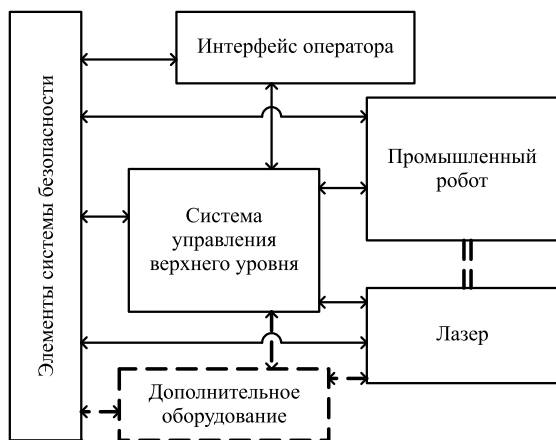 Элементы системы безопасности
Интерфейс оператора
Промышленный
робот
Система
управления
верхнего уровня
Лазер
Дополнительное
оборудование